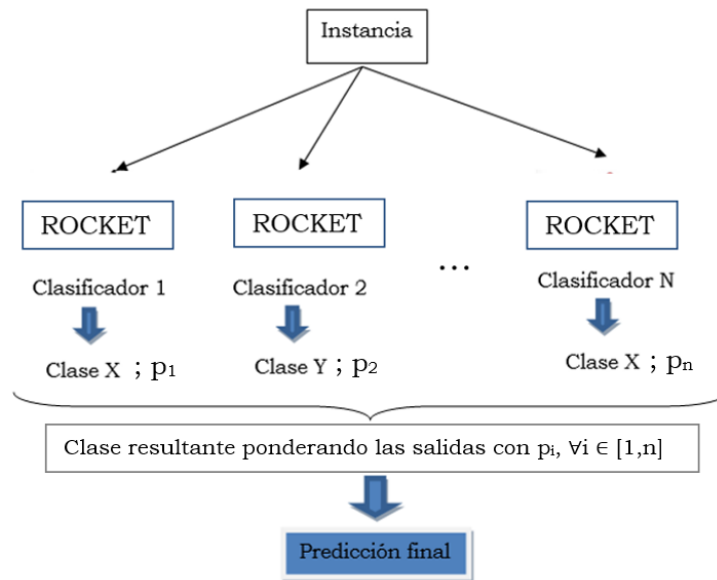 Instancia
ROCKET
ROCKET
ROCKET
Clasificador 1
Clasificador 2
...
Clasificador N
Clase X ; p₁
Clase Y ; p₂
Clase X ; pₙ
Clase resultante ponderando las salidas con pᵢ, ∀i ∈ [1,n]
Predicción final